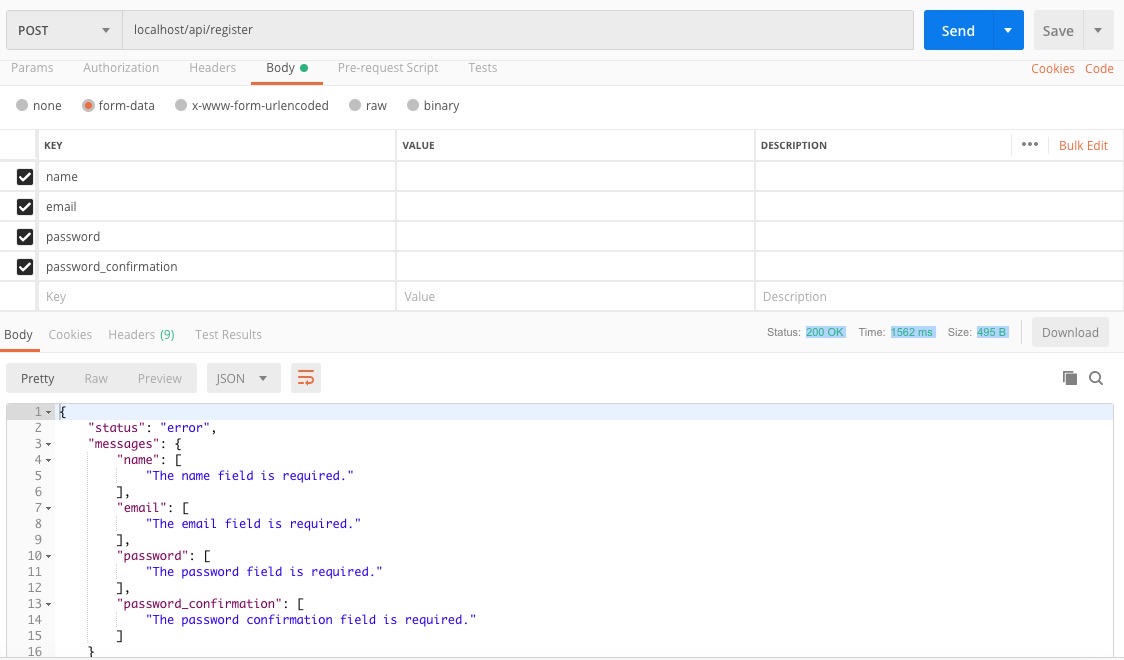 POST localhost/api/register Send Save
Params Authorization Headers Body Pre-request Script Tests Cookies Code
none form-data x-www-form-urlencoded raw binary
KEY VALUE DESCRIPTION ••• Bulk Edit
name
email
password
password_confirmation
Key Value Description
Body Cookies Headers (9) Test Results Status: 200 OK Time: 1562 ms Size: 495 B Download
Pretty Raw Preview JSON
1 {
2 "status": "error",
3 "messages": {
4 "name": [
5 "The name field is required."
6 ],
7 "email": [
8 "The email field is required."
9 ],
10 "password": [
11 "The password field is required."
12 ],
13 "password_confirmation": [
14 "The password confirmation field is required."
15 ]
16 }